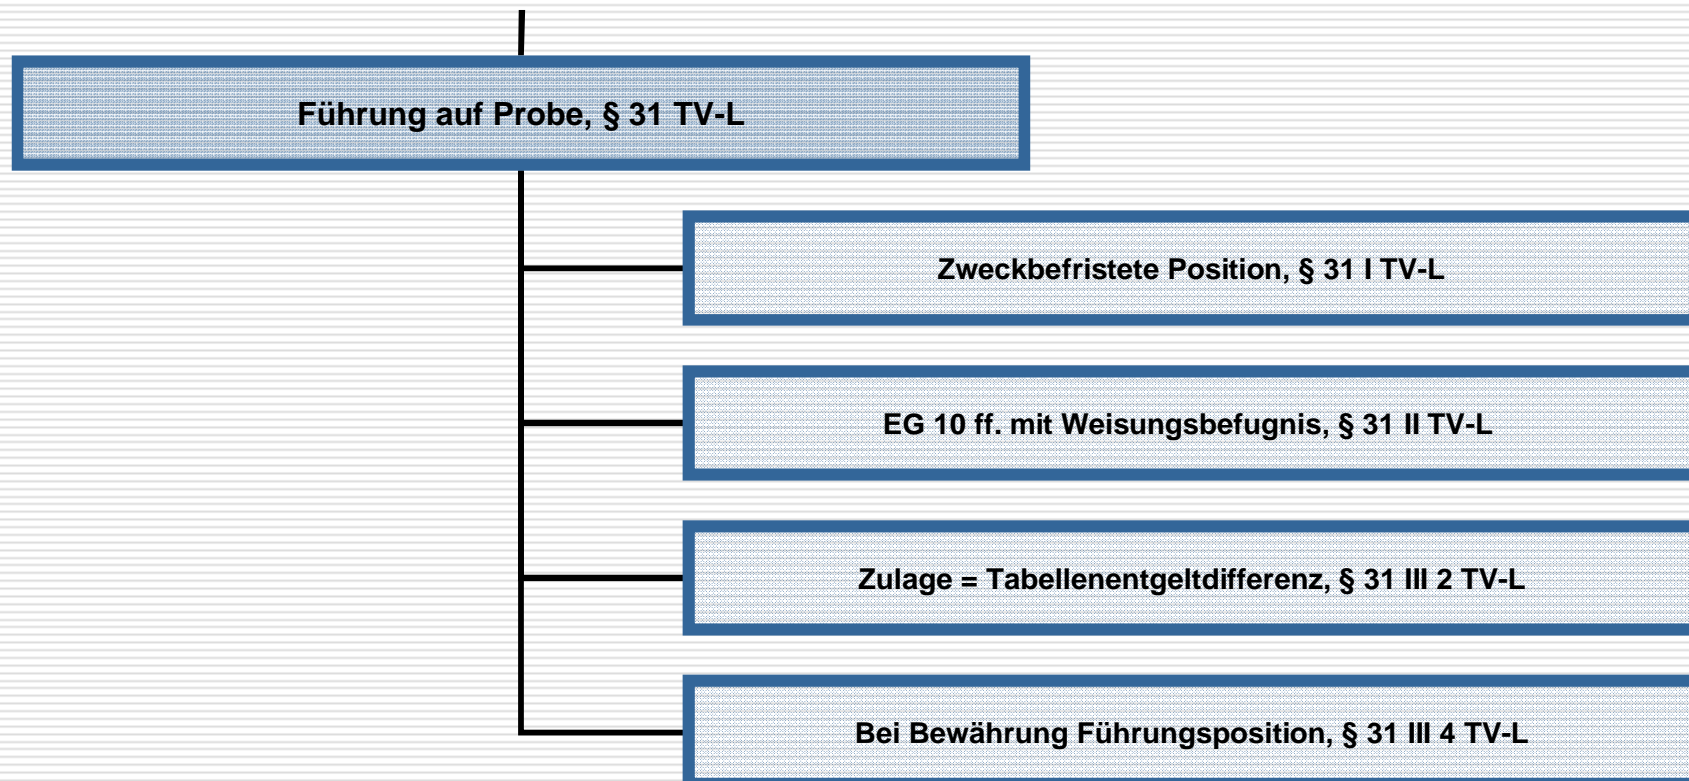 Führung auf Probe, § 31 TV-L
Zweckbefristete Position, § 31 I TV-L
EG 10 ff. mit Weisungsbefugnis, § 31 II TV-L
Zulage = Tabellenentgeltdifferenz, § 31 III 2 TV-L
Bei Bewährung Führungsposition, § 31 III 4 TV-L